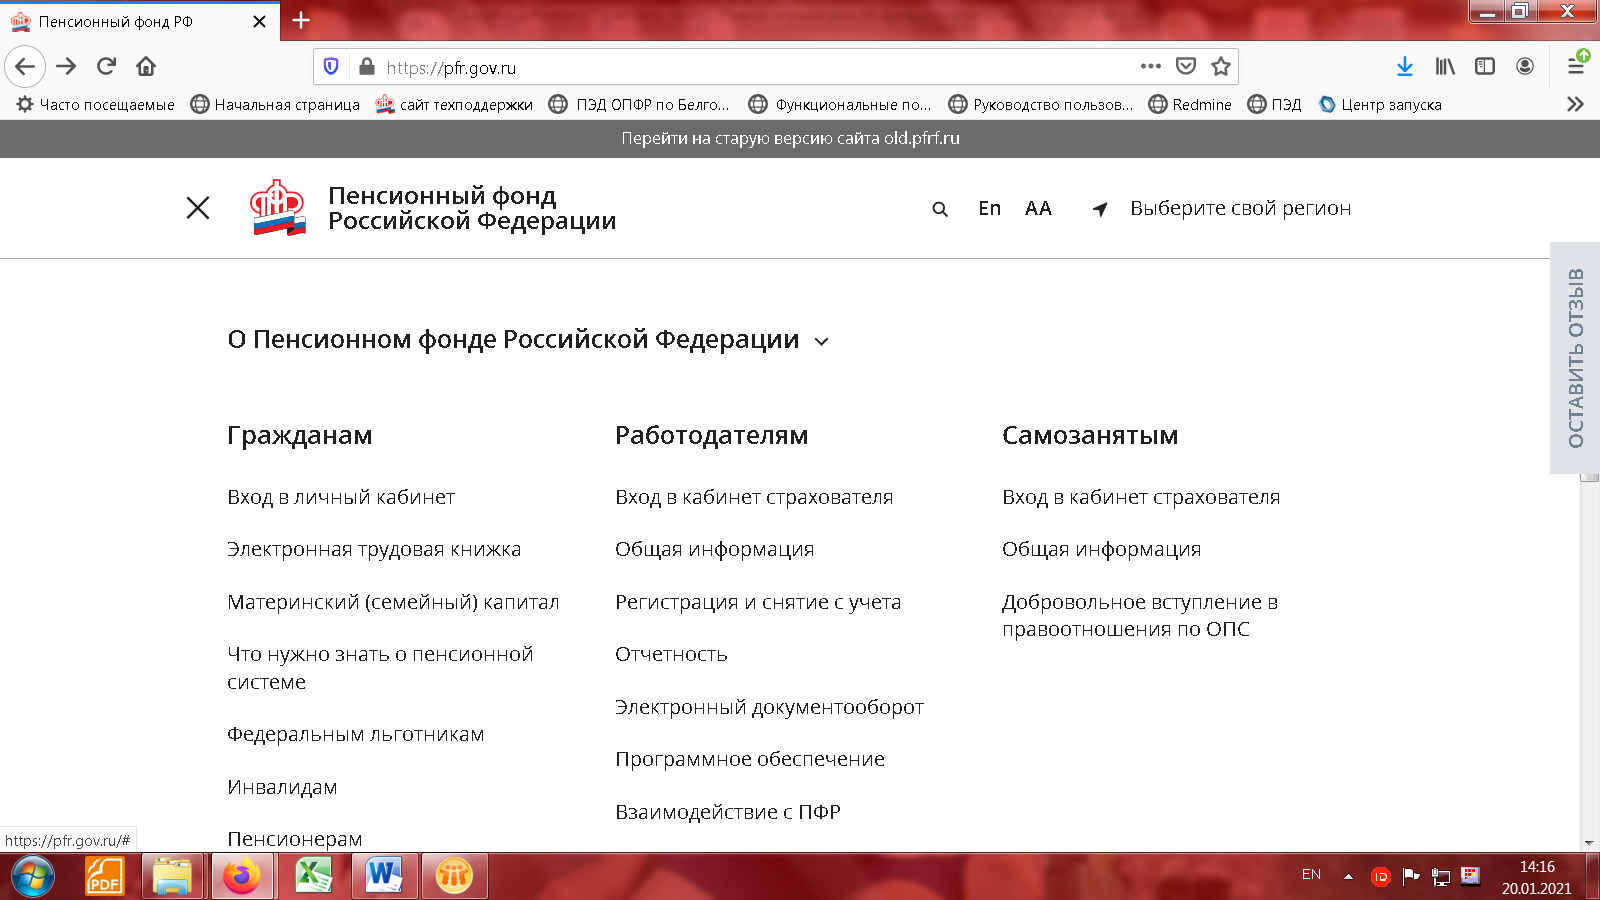 Пенсионный фонд РФ
https://pfr.gov.ru
Часто посещаемые
Начальная страница
сайт техподдержки
ПЭД ОПФР по Белго...
Функциональные по...
Руководство пользов...
Redmine
ПЭД
Центр запуска
Перейти на старую версию сайта old.pfrf.ru
Пенсионный фонд
Российской Федерации
En
AA
Выберите свой регион
ОСТАВИТЬ ОТЗЫВ
О Пенсионном фонде Российской Федерации
Гражданам
Вход в личный кабинет
Электронная трудовая книжка
Материнский (семейный) капитал
Что нужно знать о пенсионной
системе
Федеральным льготникам
Инвалидам
Пенсионерам
Работодателям
Вход в кабинет страхователя
Общая информация
Регистрация и снятие с учета
Отчетность
Электронный документооборот
Программное обеспечение
Взаимодействие с ПФР
Самозанятым
Вход в кабинет страхователя
Общая информация
Добровольное вступление в
правоотношения по ОПС
https://pfr.gov.ru/#
PDF
EN
14:16
20.01.2021